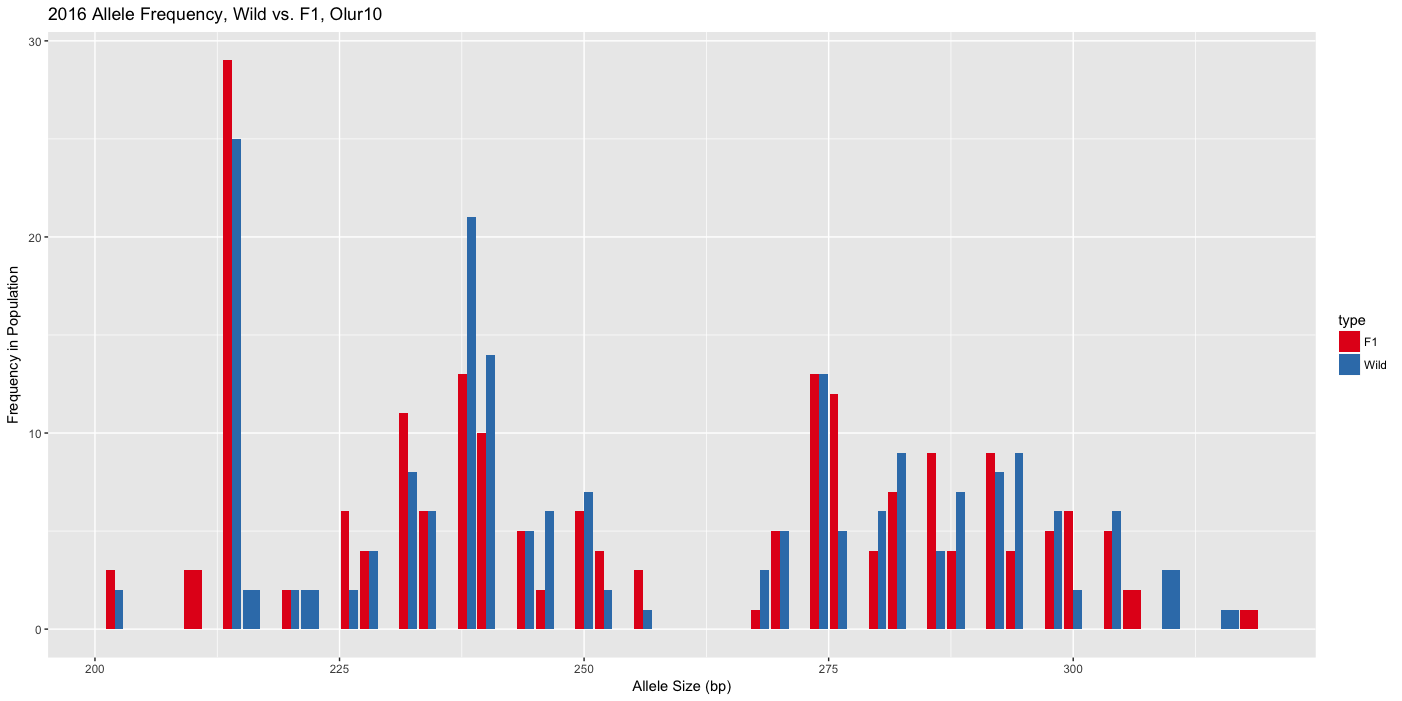 2016 Allele Frequency, Wild vs. F1, Olur10
30
20
10
0
Frequency in Population
200 225 250 275 300
Allele Size (bp)
type
F1
Wild